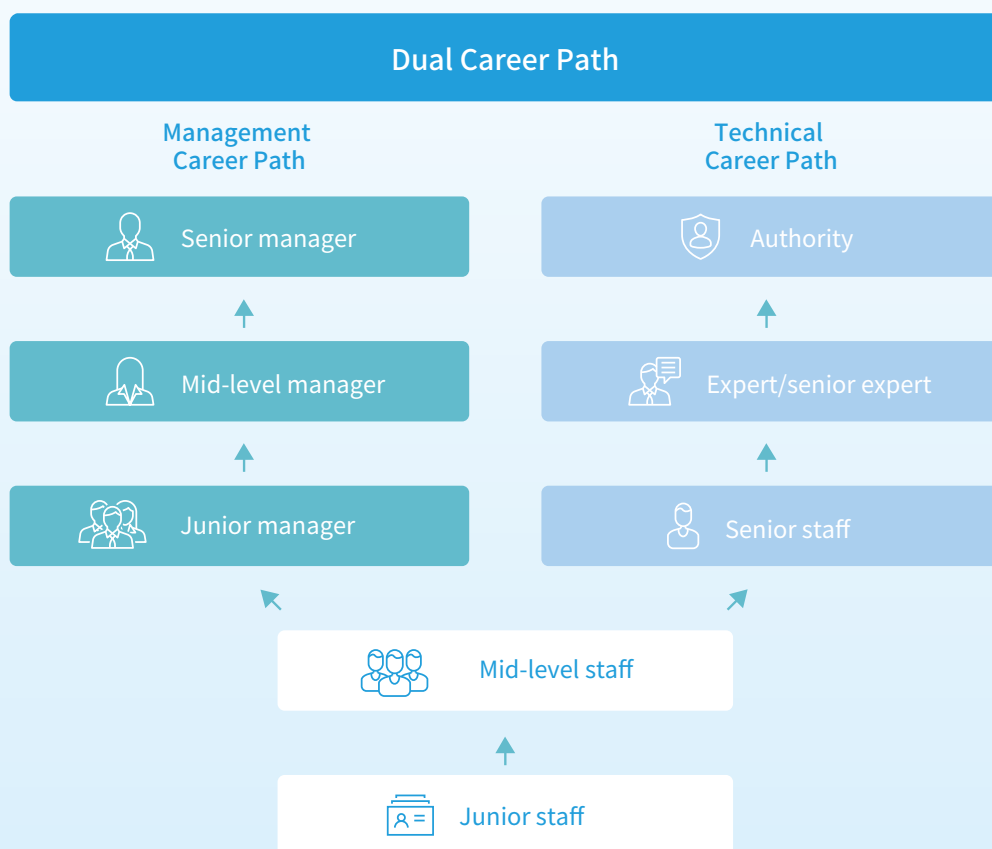 Dual Career Path
Management
Career Path
Technical
Career Path
Senior manager
Authority
Mid-level manager
Expert/senior expert
Junior manager
Senior staff
Mid-level staff
Junior staff